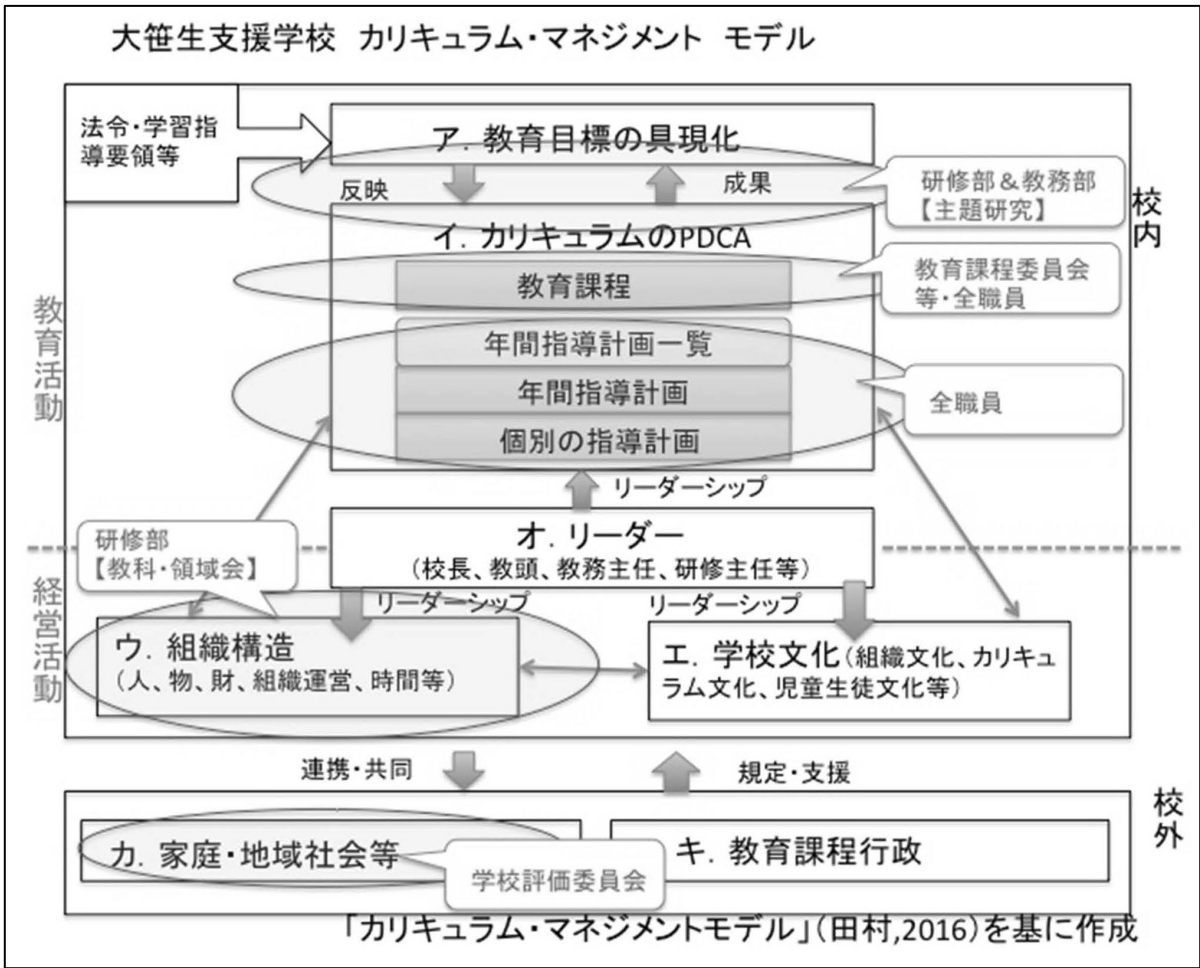 大笹生支援学校 カリキュラム・マネジメント モデル
法令・学習指
導要領等
ア．教育目標の具現化
反映
成果
研修部＆教務部
【主題研究】
校内
イ．カリキュラムのPDCA
教育課程
教育課程委員会
等・全職員
年間指導計画一覧
年間指導計画
個別の指導計画
全職員
教育活動
リーダーシップ
オ．リーダー
（校長、教頭、教務主任、研修主任等）
研修部
【教科・領域会】
経営活動
リーダーシップ
リーダーシップ
ウ．組織構造
（人、物、財、組織運営、時間等）
エ．学校文化（組織文化、カリキュ
ラム文化、児童生徒文化等）
連携・共同
規定・支援
校外
カ．家庭・地域社会等
キ．教育課程行政
学校評価委員会
「カリキュラム・マネジメントモデル」（田村,2016）を基に作成